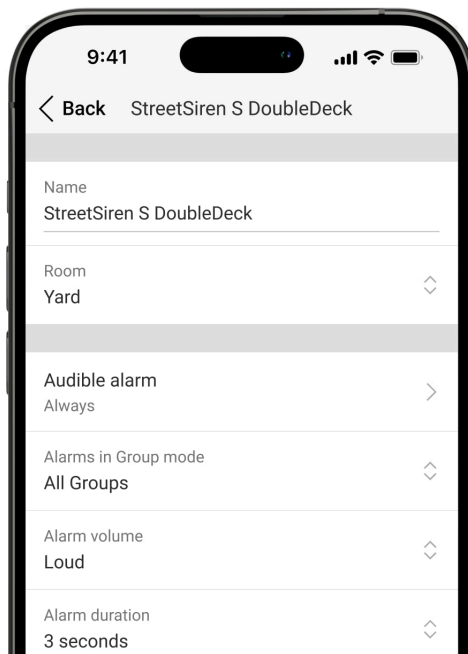 9:41
Back StreetSiren S DoubleDeck
Name
StreetSiren S DoubleDeck
Room
Yard
Audible alarm
Always
Alarms in Group mode
All Groups
Alarm volume
Loud
Alarm duration
3 seconds